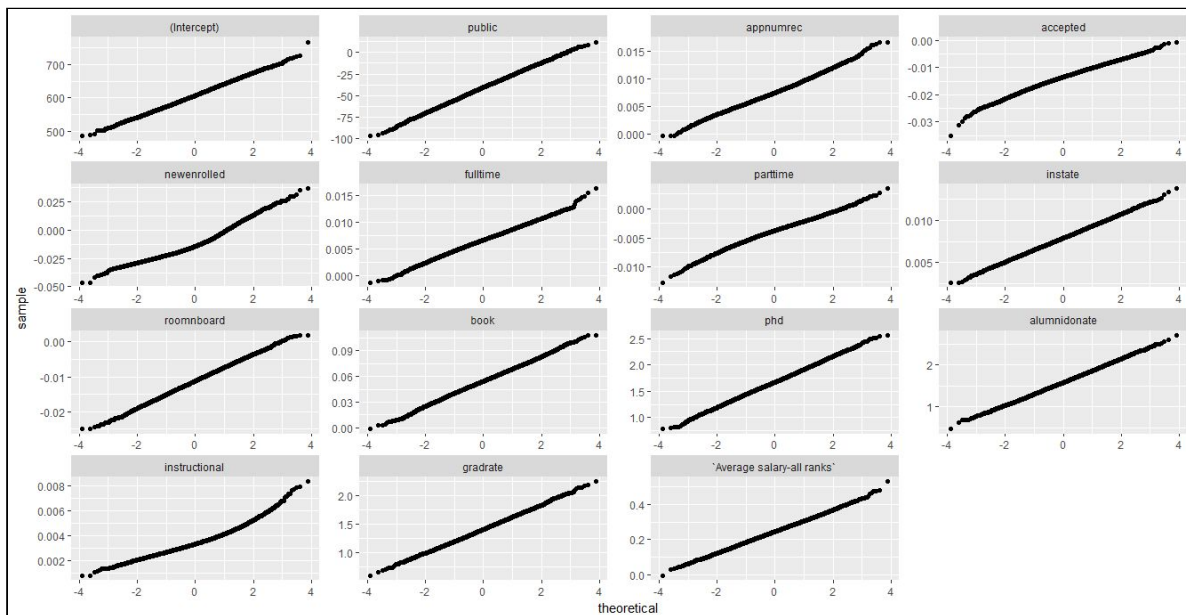 (Intercept) public appnumrec accepted
700 0 0.015 0.00
600 -25 0.010 -0.01
500 -50 0.005 -0.02
-75 0.000 -0.03
-100
-4 -2 0 2 4 -4 -2 0 2 4 -4 -2 0 2 4 -4 -2 0 2 4
newenrolled fulltime parttime instate
0.025 0.015 0.000 0.010
0.000 0.010 -0.005 0.005
-0.025 0.005 -0.010
-0.050 0.000
-4 -2 0 2 4 -4 -2 0 2 4 -4 -2 0 2 4 -4 -2 0 2 4
sample
roomnboard book phd alumnidonate
0.00 0.09 2.5 2
-0.01 0.06 2.0 1
-0.02 0.03 1.5
0.00 1.0
-4 -2 0 2 4 -4 -2 0 2 4 -4 -2 0 2 4 -4 -2 0 2 4
instructional gradrate `Average salary-all ranks`
0.008 2.0 0.4
0.006 1.5 0.2
0.004 1.0 0.0
0.002
-4 -2 0 2 4 -4 -2 0 2 4 -4 -2 0 2 4
theoretical